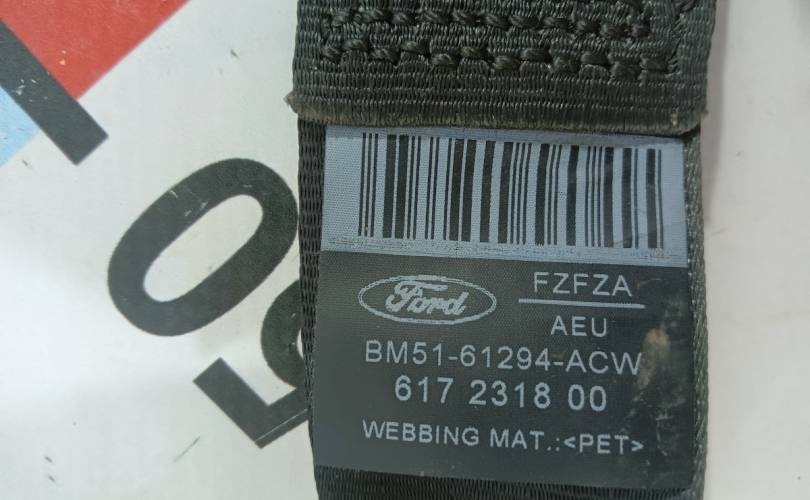 Ford
FZFZA
AEU
BM51-61294-ACW
617 2318 00
WEBBING MAT.:<PET>